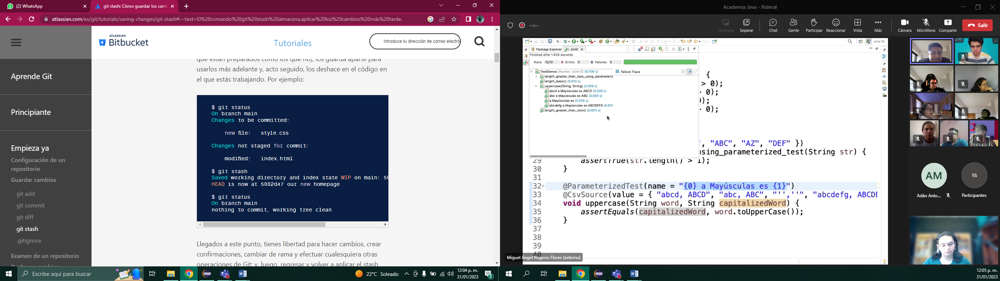 (2) WhatsApp
git stash: Cómo guardar los caml
atlassian.com/es/git/tutorials/saving-changes/git-stash#:~:text=El%20comando%20git%20stash%20almacena,aplicar%20los%20cambios%20más%20tarde.
ATLASSIAN
Bitbucket
Tutoriales
Introduce tu dirección de correo electró
Aprende Git
Principiante
Empieza ya
Configuración de un
repositorio
Guardar cambios
git add
git commit
git diff
git stash
.gitignore
Examen de un repositorio
que están preparados como los que no), los guarda aparte para
usarlos más adelante y, acto seguido, los deshace en el código en
el que estás trabajando. Por ejemplo:
$ git status
On branch main
Changes to be committed:
new file: style.css
Changes not staged for commit:
modified: index.html
$ git stash
Saved working directory and index state WIP on main: 50
HEAD is now at 5002d47 our new homepage
$ git status
On branch main
nothing to commit, working tree clean
Llegados a este punto, tienes libertad para hacer cambios, crear
confirmaciones, cambiar de rama y efectuar cualesquiera otras
operaciones de Git; y, luego, regresar y volver a aplicar el stash
Escribe aquí para buscar
22°C Soleado
12:04 p. m.
31/01/2023
2
Academia Java - Xideral
--:--
Controlar
Separar
Chat
Gente
Participar
Reaccionar
Vista
Más
Cámara
Micrófono
Comparte
Salir
Java EE
Package Explorer
JUnit
Finished after 1.434 seconds
Runs: 10/10 Errors: 0 Failures: 0
TestDemos [Runner: JUnit 5] (0.708 s)
length_greater_than_zero_using_parameteriz
length_basic() (0.010 s)
uppercase(String, String) (0.009 s)
abcd a Mayúsculas es ABCD (0.009 s)
abc a Mayúsculas es ABC (0.005 s)
a Mayúsculas es (0.005 s)
abcdefg a Mayúsculas es ABCDEFG (0.001
length_greater_than_zero() (0.003 s)
Failure Trace
{
> 0);
0);
);
0);
, "ABC", "AZ", "DEF" })
using_parameterized_test(String str) {
29 assertTrue(str.length() > 1);
30 }
31
32 @ParameterizedTest(name = "{0} a Mayúsculas es {1}")
33 @CsvSource(value = { "abcd, ABCD", "abc, ABC", "'',''", "abcdefg, ABCDE
34 void uppercase(String word, String capitalizedWord) {
35 assertEquals(capitalizedWord, word.toUpperCase());
36 }
37
38
39
40
Miguel Ángel Rugerio Flores (externo)
AM
Adán Anto...
16
Participantes
12:05 p. m.
31/01/2023